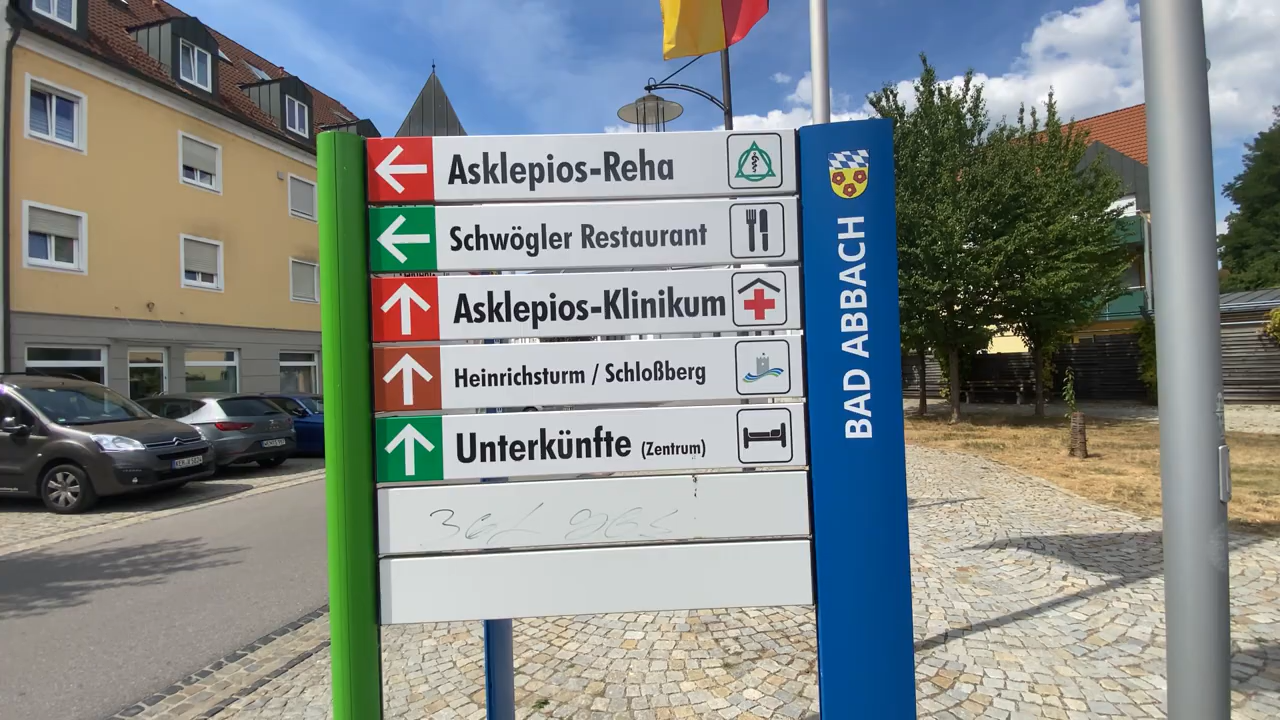 Asklepios-Reha
Schwögler Restaurant
Asklepios-Klinikum
Heinrichsturm / Schloßberg
Unterkünfte (Zentrum)
BAD ABBACH